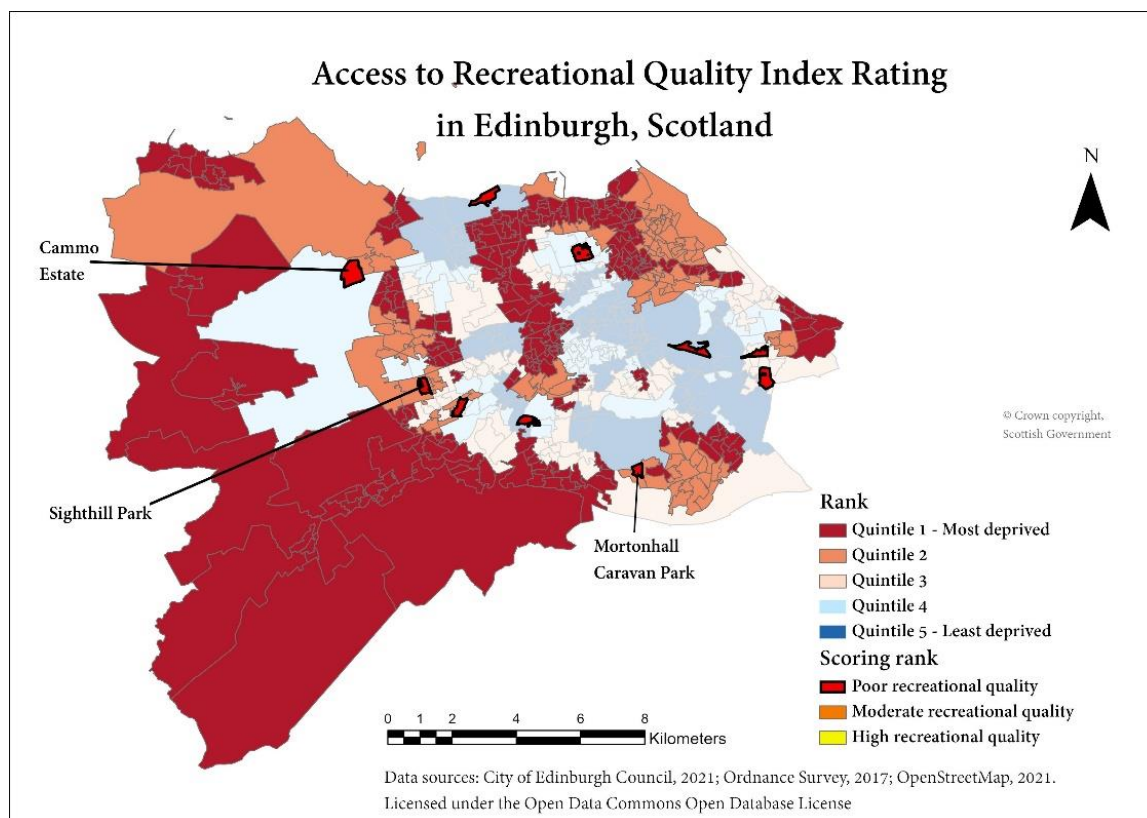 Access to Recreational Quality Index Rating
in Edinburgh, Scotland
N
Cammo
Estate
Sighthill Park
Mortonhall
Caravan Park
© Crown copyright,
Scottish Government
Rank
Quintile 1 - Most deprived
Quintile 2
Quintile 3
Quintile 4
Quintile 5 - Least deprived
Scoring rank
Poor recreational quality
Moderate recreational quality
High recreational quality
0 1 2 4 6 8
Kilometers
Data sources: City of Edinburgh Council, 2021; Ordnance Survey, 2017; OpenStreetMap, 2021.
Licensed under the Open Data Commons Open Database License